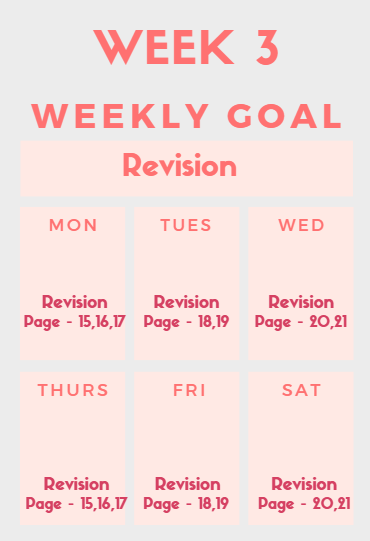 WEEK 3
WEEKLY GOAL
Revision
MON
Revision
Page - 15,16,17
TUES
Revision
Page - 18,19
WED
Revision
Page - 20,21
THURS
Revision
Page - 15,16,17
FRI
Revision
Page - 18,19
SAT
Revision
Page - 20,21